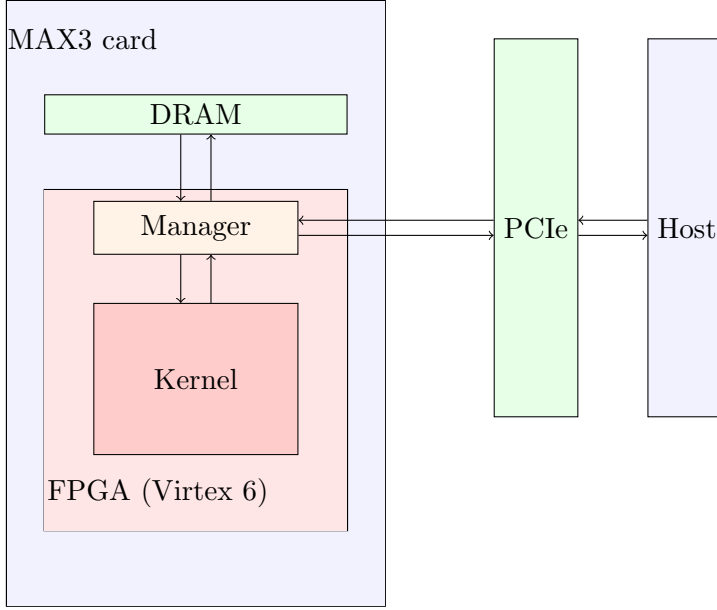 MAX3 card
DRAM
Manager
PCIe
Host
Kernel
FPGA (Virtex 6)